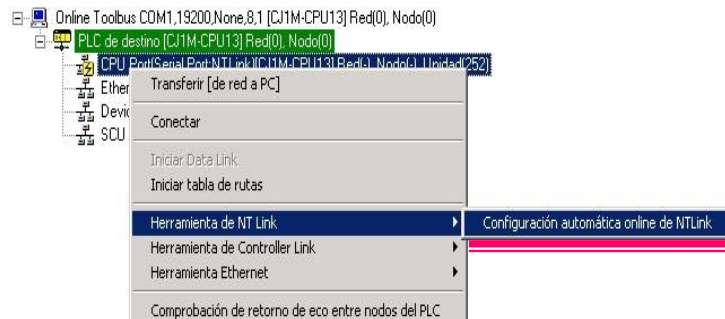 Online Toolbus COM1,19200,None,8,1 [CJ1M-CPU13] Red(0), Nodo(0)
PLC de destino [CJ1M-CPU13] Red(0), Nodo(0)
CPU Port(Serial Port:NTLink)[CJ1M-CPU13] Red(-), Nodo(-), Unidad(252)
Ether
Devic
SCU
Transferir [de red a PC]
Conectar
Iniciar Data Link
Iniciar tabla de rutas
Herramienta de NT Link
Configuración automática online de NTLink
Herramienta de Controller Link
Herramienta Ethernet
Comprobación de retorno de eco entre nodos del PLC